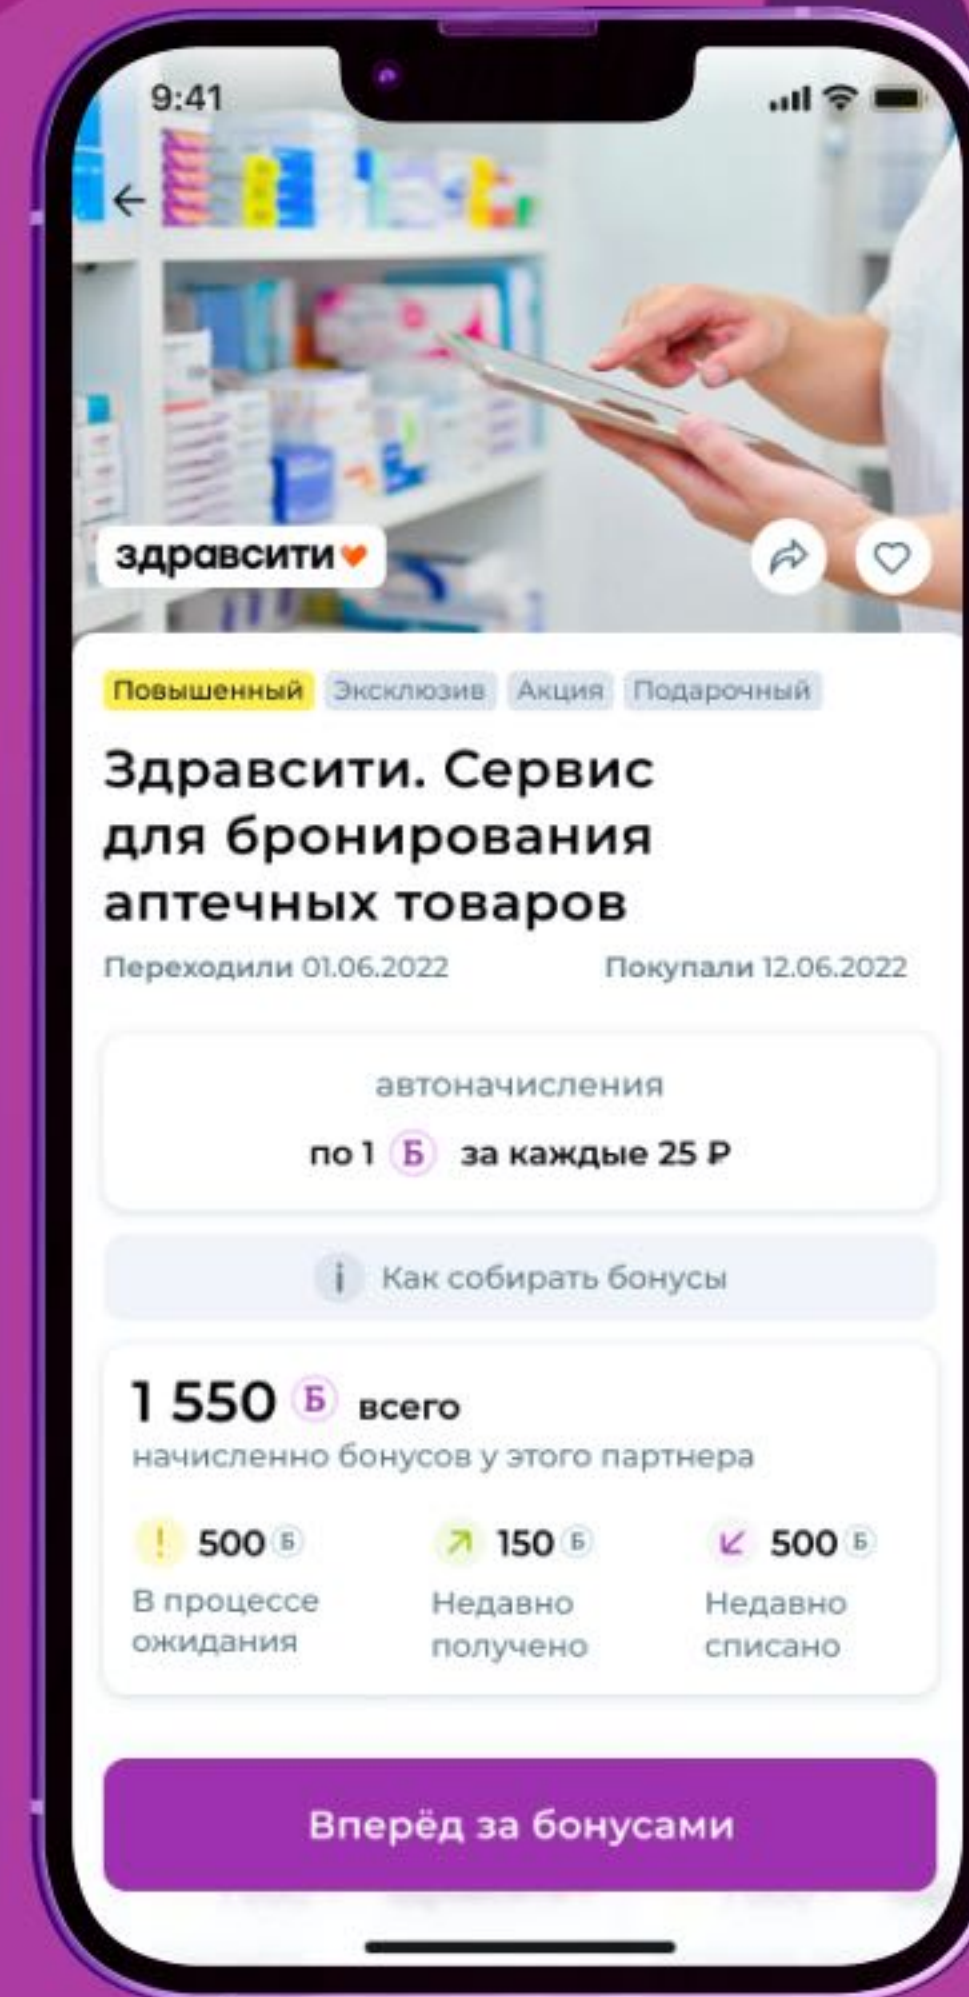 9:41
здравсити
Повышенный Эксклюзив Акция Подарочный
Здравсити. Сервис
для бронирования
аптечных товаров
Переходили 01.06.2022 Покупали 12.06.2022
автоначисления
по 1 Б за каждые 25 ₽
i Как собирать бонусы
1 550 Б всего
начисленно бонусов у этого партнера
! 500 Б 150 Б 500 Б
В процессе ожидания
Недавно получено
Недавно списано
Вперёд за бонусами